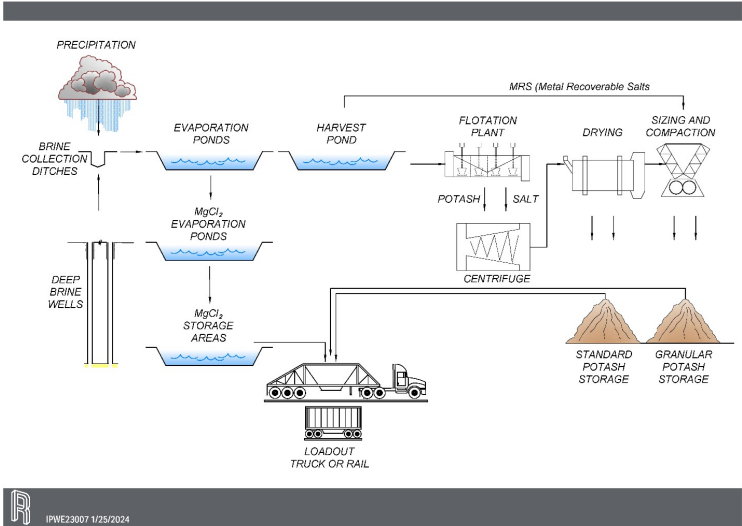 PRECIPITATION
MRS (Metal Recoverable Salts
BRINE
COLLECTION
DITCHES
EVAPORATION
PONDS
HARVEST
POND
FLOTATION
PLANT
DRYING
SIZING AND
COMPACTION
POTASH
SALT
MgCl₂
EVAPORATION
PONDS
CENTRIFUGE
DEEP
BRINE
WELLS
MgCl₂
STORAGE
AREAS
STANDARD
POTASH
STORAGE
GRANULAR
POTASH
STORAGE
LOADOUT
TRUCK OR RAIL
IPWE23007 1/25/2024